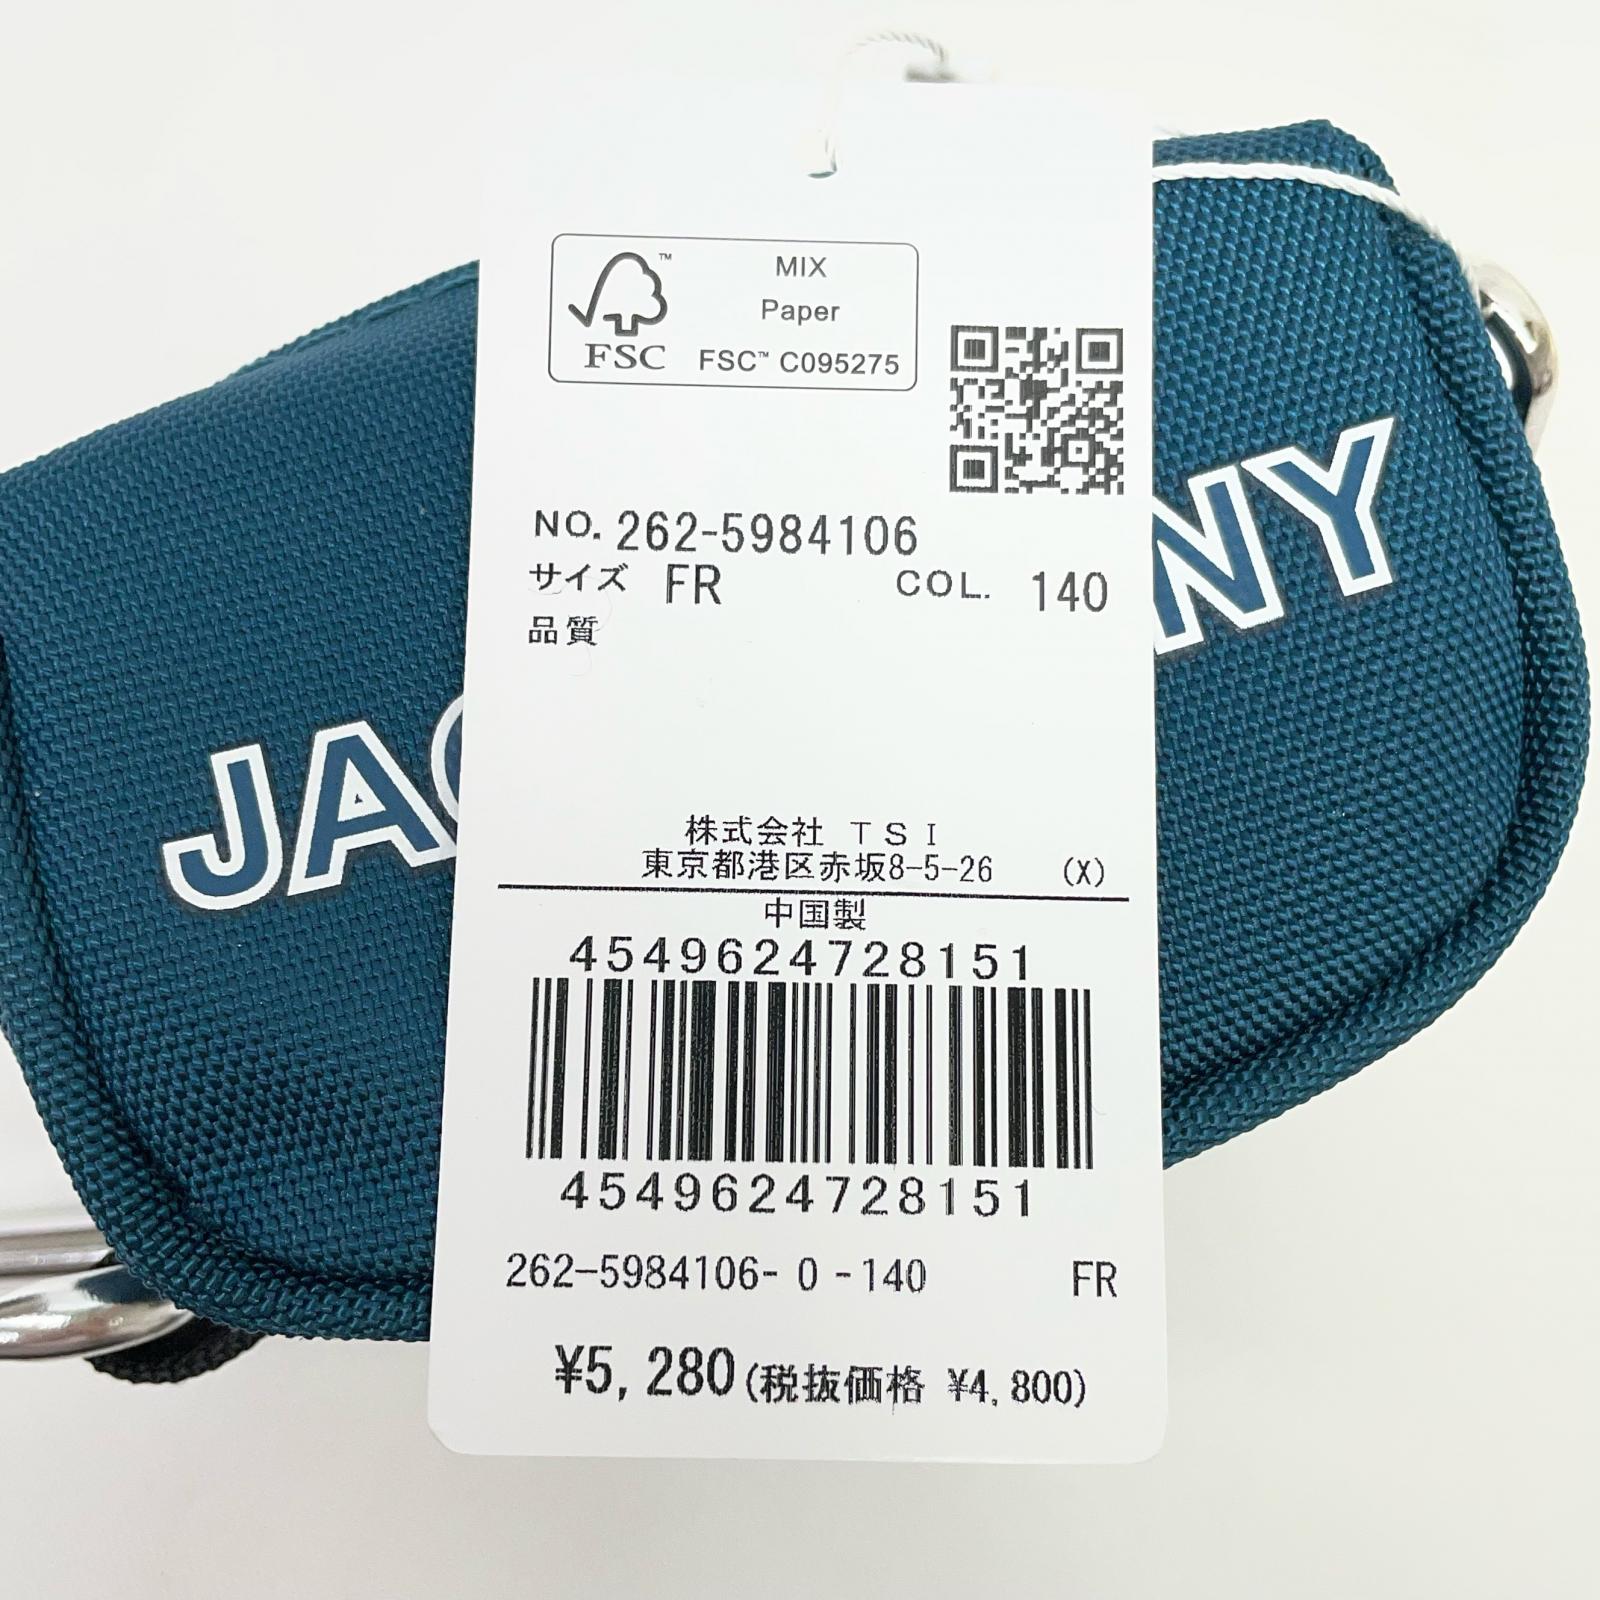 MIX
Paper
FSC™ C095275
FSC
NO. 262-5984106
サイズ FR COL. 140
品質
株式会社 TSI
東京都港区赤坂8-5-26 (X)
中国製
4549624728151
4549624728151
262-5984106- 0 -140 FR
¥5,280(税抜価格 ¥4,800)